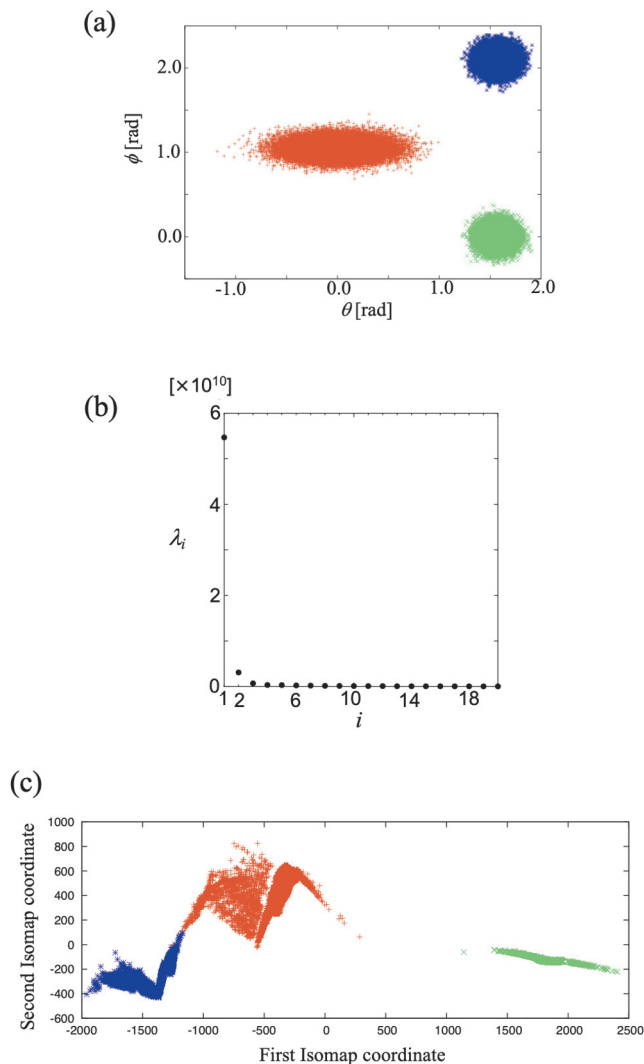 (a)
2.0
1.0
0.0
ϕ [rad]
-1.0 0.0 1.0 2.0
θ [rad]
(b)
[×10¹⁰]
6
4
2
0
λᵢ
1 2 6 10 14 18
i
(c)
1000
800
600
400
200
0
-200
-400
-600
Second Isomap coordinate
-2000 -1500 -1000 -500 0 500 1000 1500 2000 2500
First Isomap coordinate